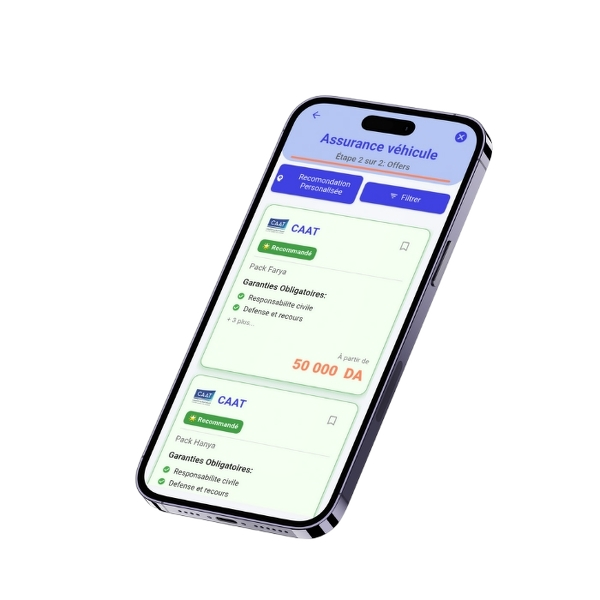 Assurance véhicule
Étape 2 sur 2: Offers
Recomondation
Personalisée
Filtrer
CAAT
CAAT
Recommandé
Pack Farya
Garanties Obligatoires:
Responsabilite civile
Defense et recours
+ 3 plus...
À partir de
50 000 DA
CAAT
CAAT
Recommandé
Pack Hanya
Garanties Obligatoires:
Responsabilite civile
Defense et recours